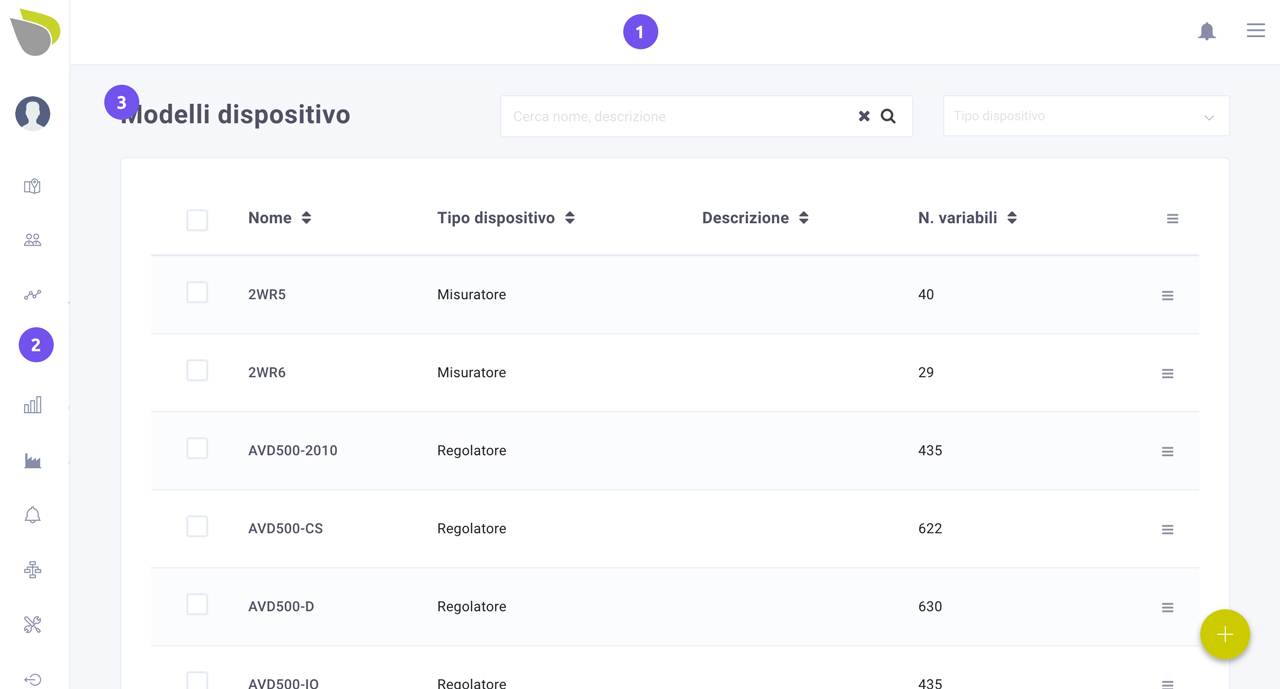 1
3
Modelli dispositivo
Cerca nome, descrizione
Tipo dispositivo
Nome Tipo dispositivo Descrizione N. variabili
2WR5 Misuratore 40
2
2WR6 Misuratore 29
AVD500-2010 Regolatore 435
AVD500-CS Regolatore 622
AVD500-D Regolatore 630
AVD500-IO Regolatore 435